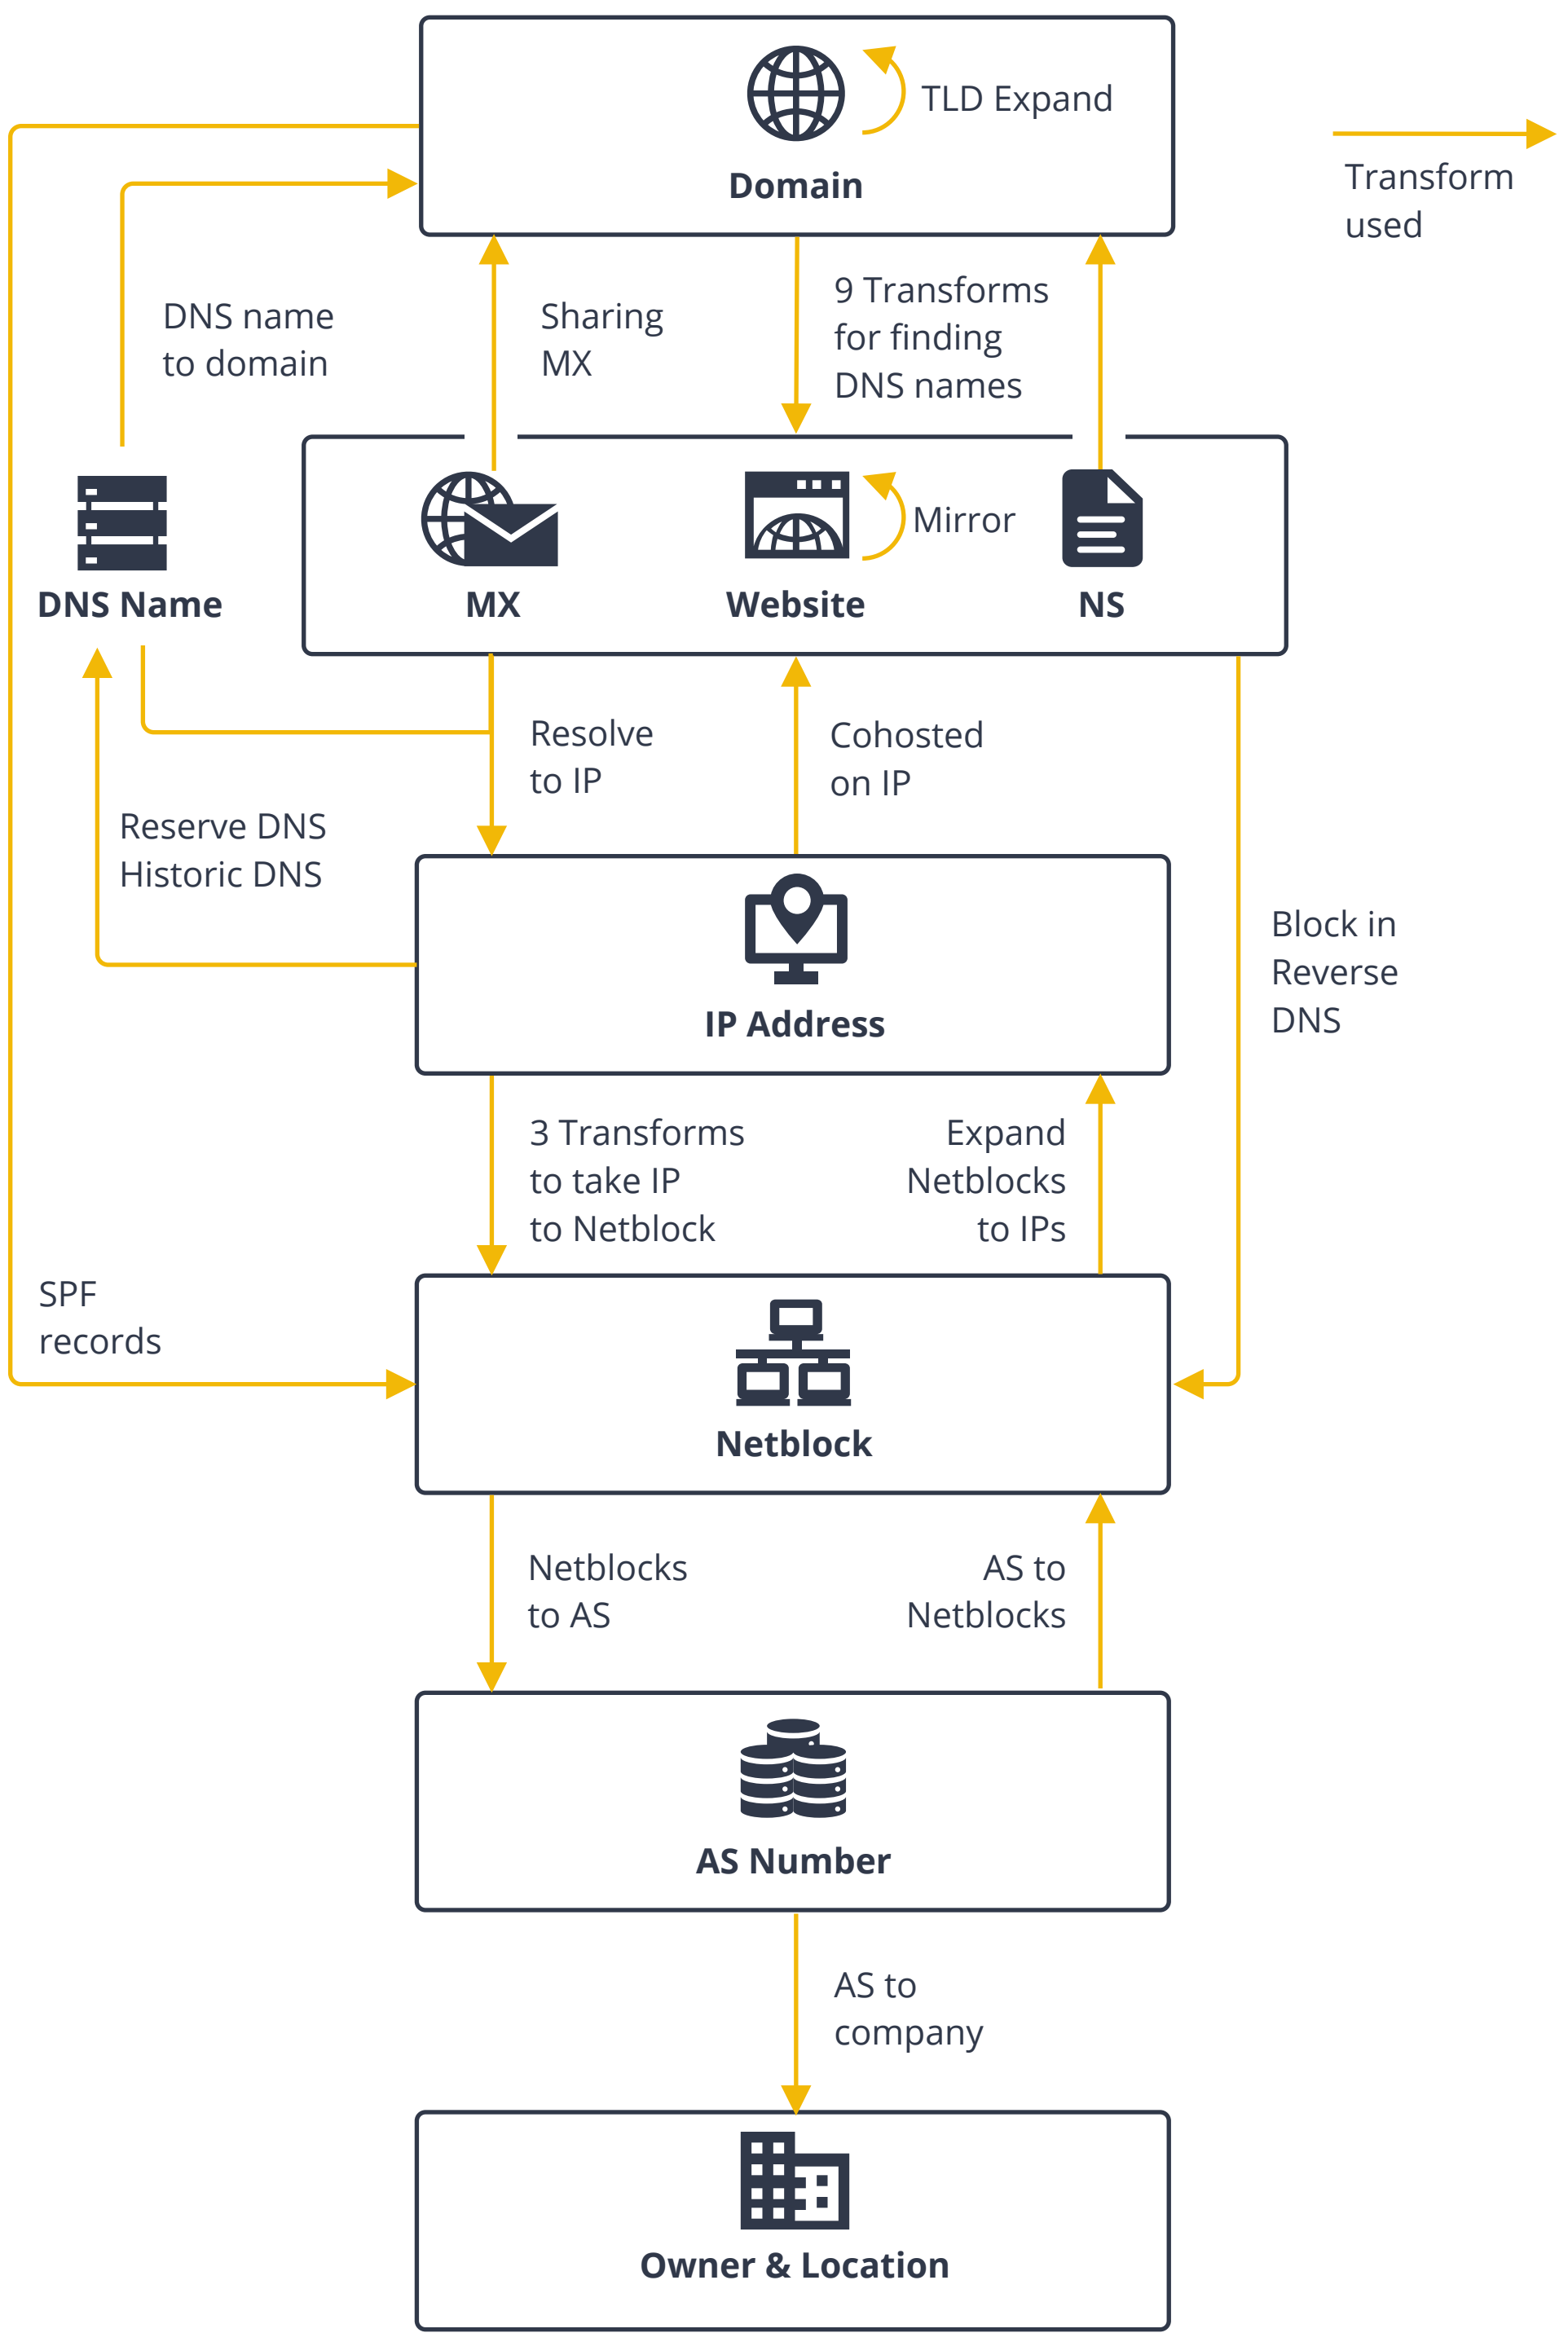 TLD Expand
Domain
Transform
used
DNS name
to domain
Sharing
MX
9 Transforms
for finding
DNS names
DNS Name
MX
Website
Mirror
NS
Resolve
to IP
Cohosted
on IP
Reserve DNS
Historic DNS
Block in
Reverse
DNS
IP Address
3 Transforms
to take IP
to Netblock
Expand
Netblocks
to IPs
SPF
records
Netblock
Netblocks
to AS
AS to
Netblocks
AS Number
AS to
company
Owner & Location